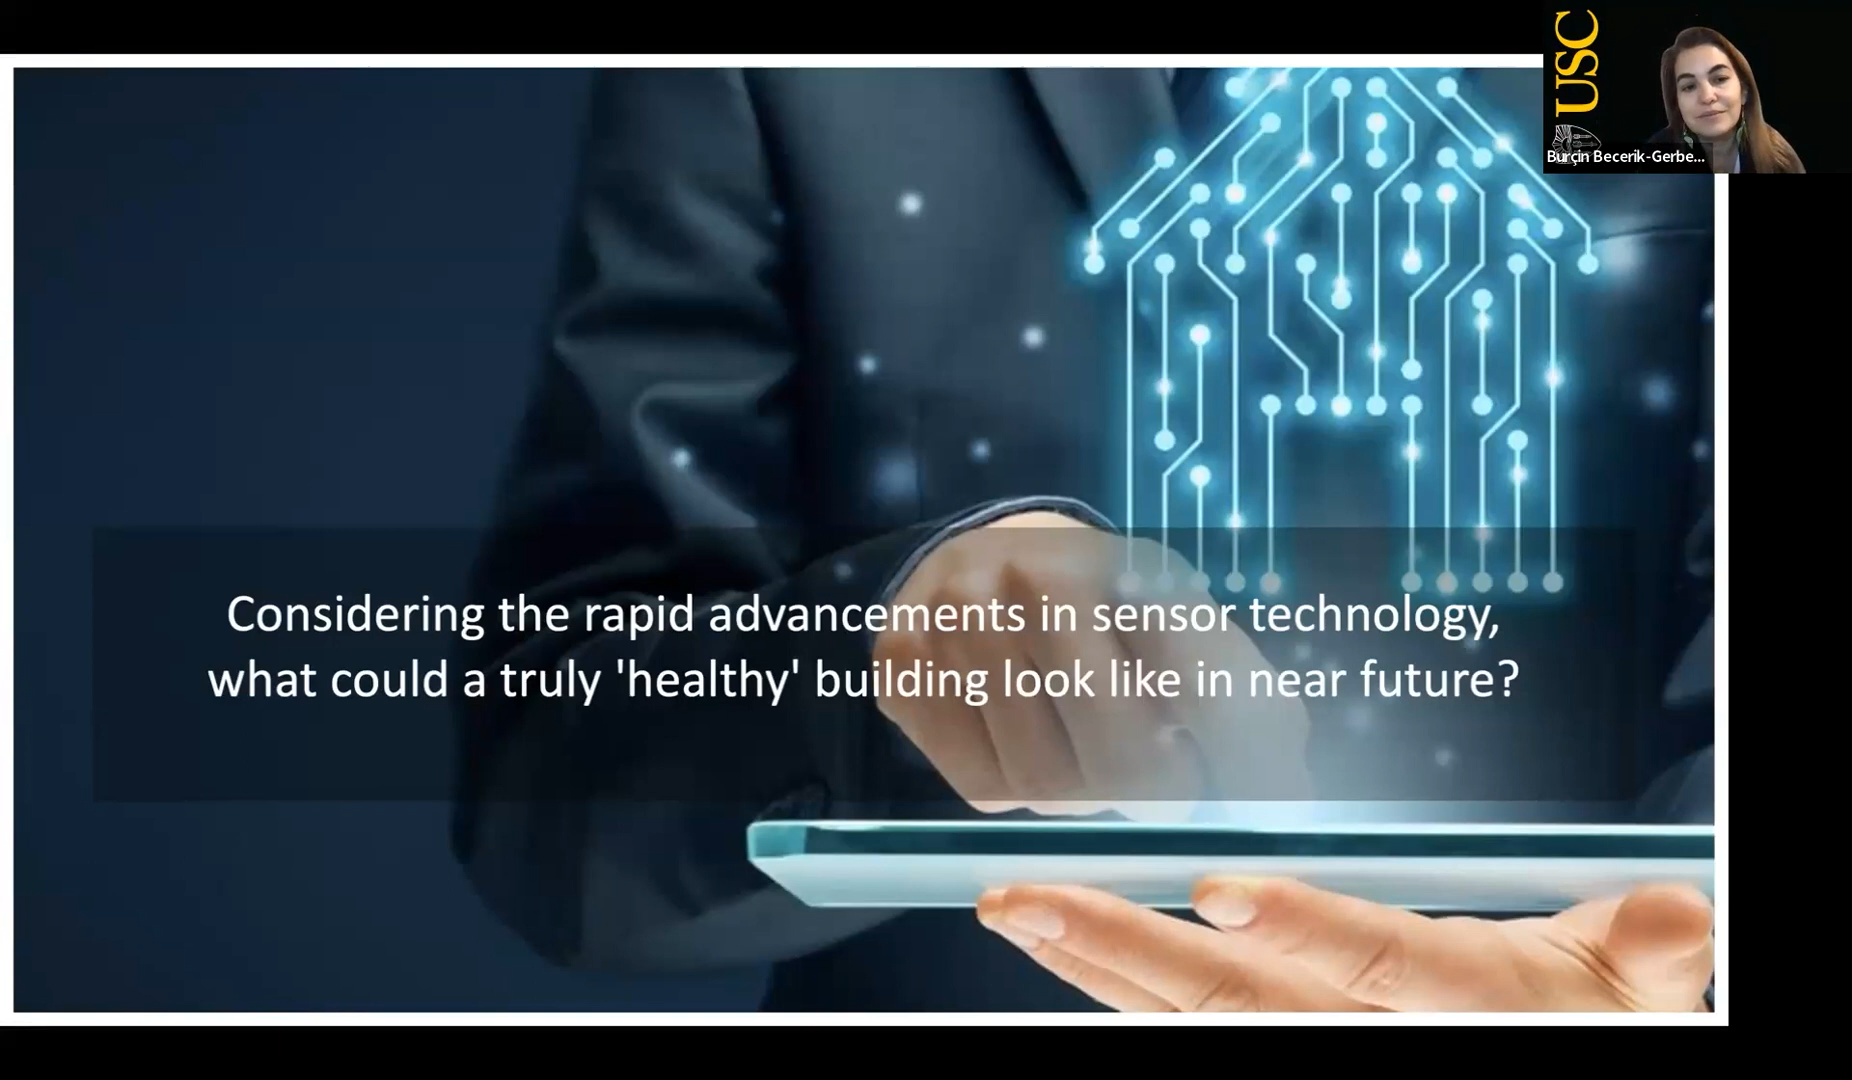 USC
Burçin Becerik-Gerbe...
Considering the rapid advancements in sensor technology,
what could a truly 'healthy' building look like in near future?